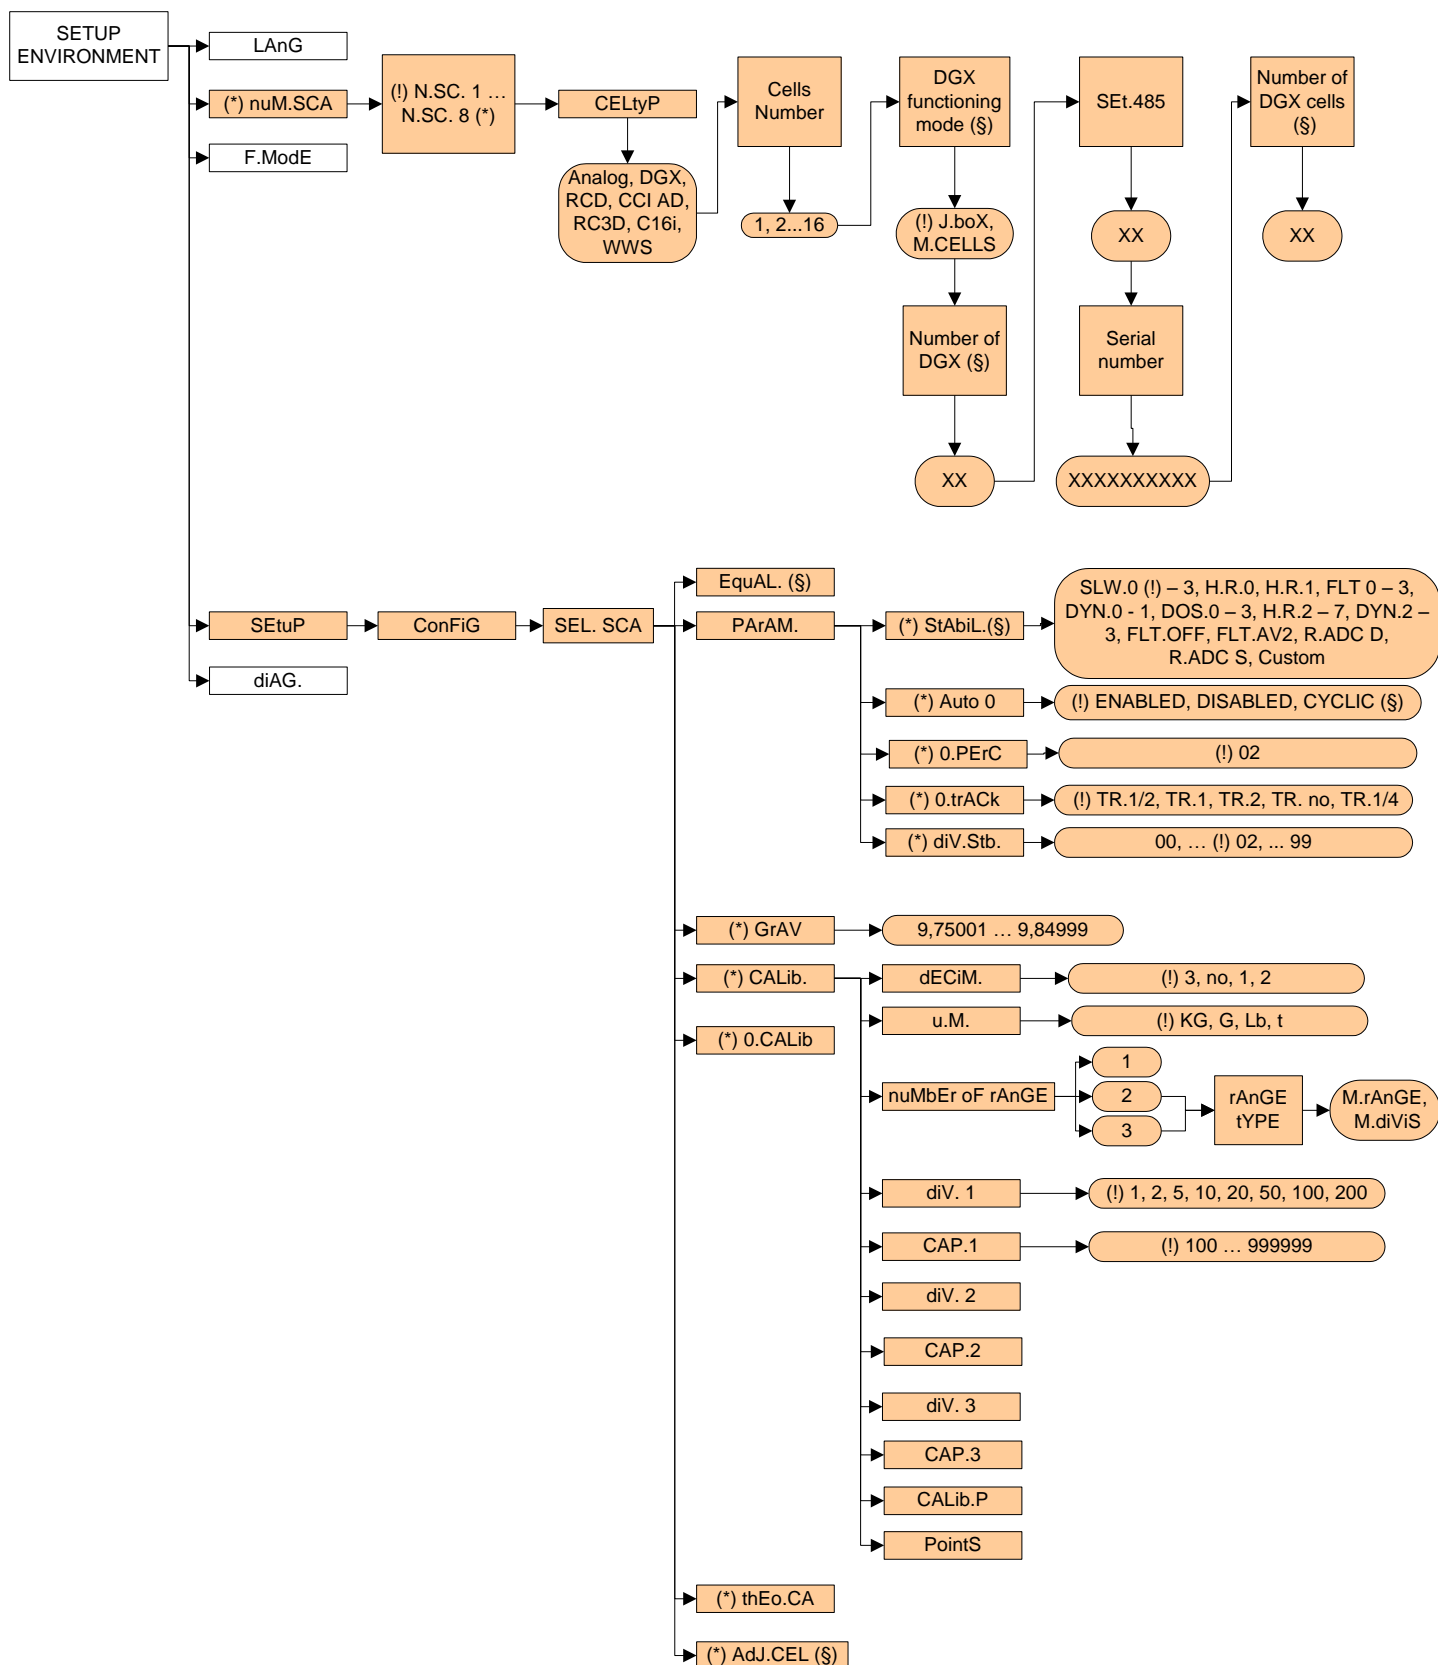 SETUP
ENVIRONMENT
LAnG
(*) nuM.SCA
(!) N.SC. 1 …
N.SC. 8 (*)
CELtyP
Analog, DGX,
RCD, CCI AD,
RC3D, C16i,
WWS
Cells
Number
1, 2...16
DGX
functioning
mode (§)
(!) J.boX,
M.CELLS
Number of
DGX (§)
XX
SEt.485
XX
Serial
number
XXXXXXXXXX
Number of
DGX cells
(§)
XX
F.ModE
SEtuP
ConFiG
SEL. SCA
EquAL. (§)
PArAM.
(*) StAbiL.(§)
SLW.0 (!) – 3, H.R.0, H.R.1, FLT 0 – 3,
DYN.0 - 1, DOS.0 – 3, H.R.2 – 7, DYN.2 –
3, FLT.OFF, FLT.AV2, R.ADC D,
R.ADC S, Custom
(*) Auto 0
(!) ENABLED, DISABLED, CYCLIC (§)
(*) 0.PErC
(!) 02
(*) 0.trACk
(!) TR.1/2, TR.1, TR.2, TR. no, TR.1/4
(*) diV.Stb.
00, … (!) 02, ... 99
diAG.
(*) GrAV
9,75001 … 9,84999
(*) CALib.
dECiM.
(!) 3, no, 1, 2
u.M.
(!) KG, G, Lb, t
nuMbEr oF rAnGE
1
2
3
rAnGE
tYPE
M.rAnGE,
M.diViS
diV. 1
(!) 1, 2, 5, 10, 20, 50, 100, 200
CAP.1
(!) 100 … 999999
diV. 2
CAP.2
diV. 3
CAP.3
CALib.P
PointS
(*) 0.CALib
(*) thEo.CA
(*) AdJ.CEL (§)